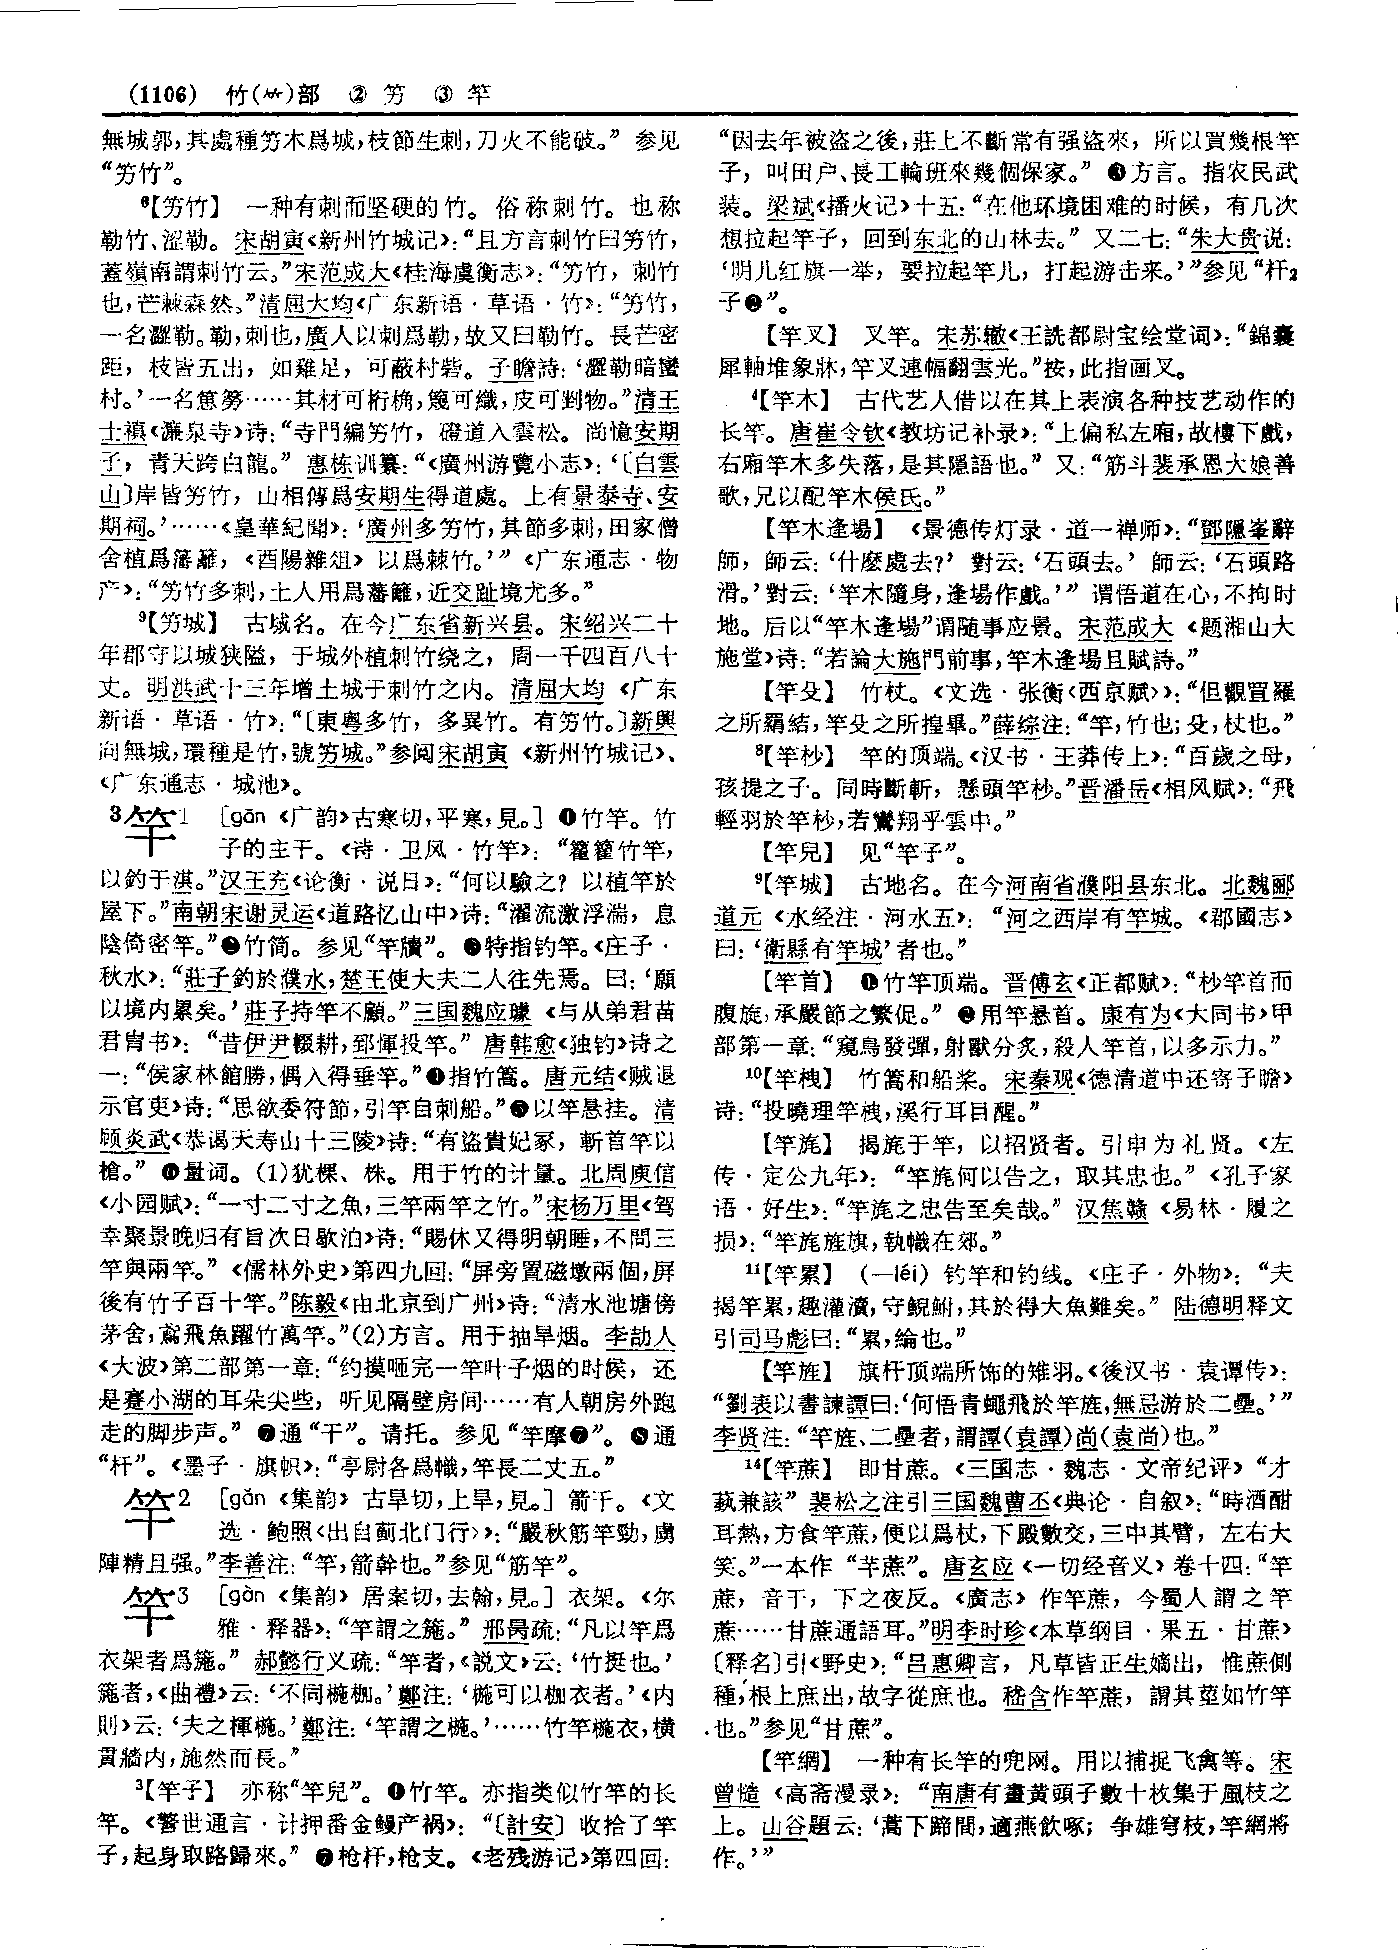 (1106) 竹(⺮)部 ② 竻 ③ 竿
無城郭，其處種竻木爲城，枝節生刺，刀火不能破。” 参见
“竻竹”。
⁶【竻竹】 一种有刺而坚硬的竹。俗称刺竹。也称
勒竹、涩勒。宋胡寅《新州竹城记》：“且方言刺竹曰竻竹，
蓋嶺南謂刺竹云。”宋范成大《桂海虞衡志》：“竻竹，刺竹
也，芒棘森然。”清屈大均《广东新语·草语·竹》：“竻竹，
一名澀勒。勒，刺也，廣人以刺爲勒，故又曰勒竹。長芒密
距，枝皆五出，如雞足，可蔽村砦。子瞻詩：‘澀勒暗蠻
村。’一名𥳑簩……其材可桁桷，篾可織，皮可剉物。”清王
士禛《濂泉寺》诗：“寺門編竻竹，磴道入雲松。尚憶安期
子，青天跨白龍。” 惠栋训纂：“《廣州游覽小志》：‘〔白雲
山〕岸皆竻竹，山相傳爲安期生得道處。上有景泰寺、安
期祠。’……《皇華紀聞》：‘廣州多竻竹，其節多刺，田家僧
舍植爲藩籬，《酉陽雜俎》以爲棘竹。’” 《广东通志·物
产》：“竻竹多刺，土人用爲藩籬，近交趾境尤多。”
⁹【竻城】 古城名。在今广东省新兴县。宋绍兴二十
年郡守以城狭隘，于城外植刺竹绕之，周一千四百八十
丈。明洪武十三年增土城于刺竹之内。清屈大均《广东
新语·草语·竹》：“〔東粤多竹，多異竹。有竻竹。〕新興
向無城，環種是竹，號竻城。”参阅宋胡寅《新州竹城记》、
《广东通志·城池》。
³竿1 ［gān《广韵》古寒切，平寒，見。］ ❶竹竿。竹
子的主干。《诗·卫风·竹竿》：“籊籊竹竿，
以釣于淇。”汉王充《论衡·说日》：“何以驗之？以植竿於
屋下。”南朝宋谢灵运《道路忆山中》诗：“濯流激浮湍，息
陰倚密竿。”❷竹简。参见“竿牘”。❸特指钓竿。《庄子·
秋水》：“莊子釣於濮水，楚王使大夫二人往先焉。曰：‘願
以境内累矣。’莊子持竿不顧。”三国魏应璩《与从弟君苗
君胄书》：“昔伊尹輟耕，郅惲投竿。” 唐韩愈《独钓》诗之
一：“侯家林館勝，偶入得垂竿。”❹指竹篙。唐元结《贼退
示官吏》诗：“思欲委符節，引竿自刺船。”❺以竿悬挂。清
顾炎武《恭谒天寿山十三陵》诗：“有盜貴妃冢，斬首竿以
槍。” ❻量词。(1)犹棵、株。用于竹的计量。北周庾信
《小园赋》：“一寸二寸之魚，三竿兩竿之竹。”宋杨万里《驾
幸聚景晚归有旨次日歇泊》诗：“賜休又得明朝睡，不問三
竿與兩竿。” 《儒林外史》第四九回：“屏旁置磁墩兩個，屏
後有竹子百十竿。”陈毅《由北京到广州》诗：“清水池塘傍
茅舍，鳶飛魚躍竹萬竿。”(2)方言。用于抽旱烟。李劼人
《大波》第二部第一章：“约摸咂完一竿叶子烟的时候，还
是蹇小湖的耳朵尖些，听见隔壁房间……有人朝房外跑
走的脚步声。” ❼通“干”。请托。参见“竿摩❼”。❽通
“杆”。《墨子·旗帜》：“亭尉各爲幟，竿長二丈五。”
竿2 ［gǎn《集韵》古旱切，上旱，見。］ 箭干。《文
选·鲍照〈出自蓟北门行〉》：“嚴秋筋竿勁，虜
陣精且强。”李善注：“竿，箭幹也。”参见“筋竿”。
竿3 ［gàn《集韵》居案切，去翰，見。］ 衣架。《尔
雅·释器》：“竿謂之箷。” 邢昺疏：“凡以竿爲
衣架者爲箷。” 郝懿行义疏：“竿者，《説文》云：‘竹挺也。’
箷者，《曲禮》云：‘不同椸枷。’鄭注：‘椸可以枷衣者。’《内
則》云：‘夫之楎椸。’鄭注：‘竿謂之椸。’……竹竿椸衣，横
貫牆内，施然而長。”
³【竿子】 亦称“竿兒”。❶竹竿。亦指类似竹竿的长
竿。《警世通言·计押番金鳗产祸》：“〔計安〕收拾了竿
子，起身取路歸來。” ❷枪杆，枪支。《老残游记》第四回：
“因去年被盜之後，莊上不斷常有强盜來，所以買幾根竿
子，叫田户、長工輪班來幾個保家。” ❸方言。指农民武
装。梁斌《播火记》十五：“在他环境困难的时候，有几次
想拉起竿子，回到东北的山林去。” 又二七：“朱大贵说：
‘明儿红旗一举，要拉起竿儿，打起游击来。’”参见“杆₂
子❷”。
【竿叉】 叉竿。宋苏辙《王詵都尉宝绘堂词》：“錦囊
犀軸堆象牀，竿叉連幅翻雲光。”按，此指画叉。
⁴【竿木】 古代艺人借以在其上表演各种技艺动作的
长竿。唐崔令钦《教坊记补录》：“上偏私左廂，故樓下戲，
右廂竿木多失落，是其隱語也。” 又：“筋斗裴承恩大娘善
歌，兄以配竿木侯氏。”
【竿木逢場】 《景德传灯录·道一禅师》：“鄧隱峯辭
師，師云：‘什麽處去？’ 對云：‘石頭去。’ 師云：‘石頭路
滑。’對云：‘竿木隨身，逢場作戲。’” 谓悟道在心，不拘时
地。后以“竿木逢場”谓随事应景。宋范成大《题湘山大
施堂》诗：“若論大施門前事，竿木逢場且賦詩。”
【竿殳】 竹杖。《文选·张衡〈西京赋〉》：“但觀罝羅
之所羂結，竿殳之所揘畢。”薛综注：“竿，竹也；殳，杖也。”
⁸【竿杪】 竿的顶端。《汉书·王莽传上》：“百歲之母，
孩提之子。同時斷斬，懸頭竿杪。”晋潘岳《相风赋》：“飛
輕羽於竿杪，若鸞翔乎雲中。”
【竿兒】 见“竿子”。
⁹【竿城】 古地名。在今河南省濮阳县东北。北魏郦
道元《水经注·河水五》：“河之西岸有竿城。《郡國志》
曰：‘衛縣有竿城’者也。”
【竿首】 ❶竹竿顶端。晋傅玄《正都赋》：“杪竿首而
腹旋，承嚴節之繁促。” ❷用竿悬首。康有为《大同书》甲
部第一章：“窺鳥發彈，射獸分炙，殺人竿首，以多示力。”
¹⁰【竿栧】 竹篙和船桨。宋秦观《德清道中还寄子瞻》
诗：“投曉理竿栧，溪行耳目醒。”
【竿旄】 揭旄于竿，以招贤者。引申为礼贤。《左
传·定公九年》：“竿旄何以告之，取其忠也。” 《孔子家
语·好生》：“竿旄之忠告至矣哉。” 汉焦赣《易林·履之
损》：“竿旄旌旗，執幟在郊。”
¹¹【竿累】 (—léi) 钓竿和钓线。《庄子·外物》：“夫
揭竿累，趣灌瀆，守鯢鮒，其於得大魚難矣。” 陆德明释文
引司马彪曰：“累，綸也。”
【竿旌】 旗杆顶端所饰的雉羽。《後汉书·袁谭传》：
“劉表以書諫譚曰：‘何悟青蠅飛於竿旌，無忌游於二壘。’”
李贤注：“竿旌、二壘者，謂譚(袁譚)尚(袁尚)也。”
¹⁴【竿蔗】 即甘蔗。《三国志·魏志·文帝纪评》“才
蓺兼該” 裴松之注引三国魏曹丕《典论·自叙》：“時酒酣
耳熱，方食竿蔗，便以爲杖，下殿數交，三中其臂，左右大
笑。”一本作“芉蔗”。唐玄应《一切经音义》卷十四：“竿
蔗，音干，下之夜反。《廣志》作竿蔗，今蜀人謂之竿
蔗……甘蔗通語耳。”明李时珍《本草纲目·果五·甘蔗》
〔释名〕引《野史》：“吕惠卿言，凡草皆正生嫡出，惟蔗側
種，根上庶出，故字從庶也。嵇含作竿蔗，謂其莖如竹竿
也。”参见“甘蔗”。
【竿網】 一种有长竿的兜网。用以捕捉飞禽等。宋
曾慥《高斋漫录》：“南唐有畫黄頭子數十枚集于風枝之
上。山谷題云：‘蒿下蹄間，適燕飲啄；争雄穹枝，竿網將
作。’”